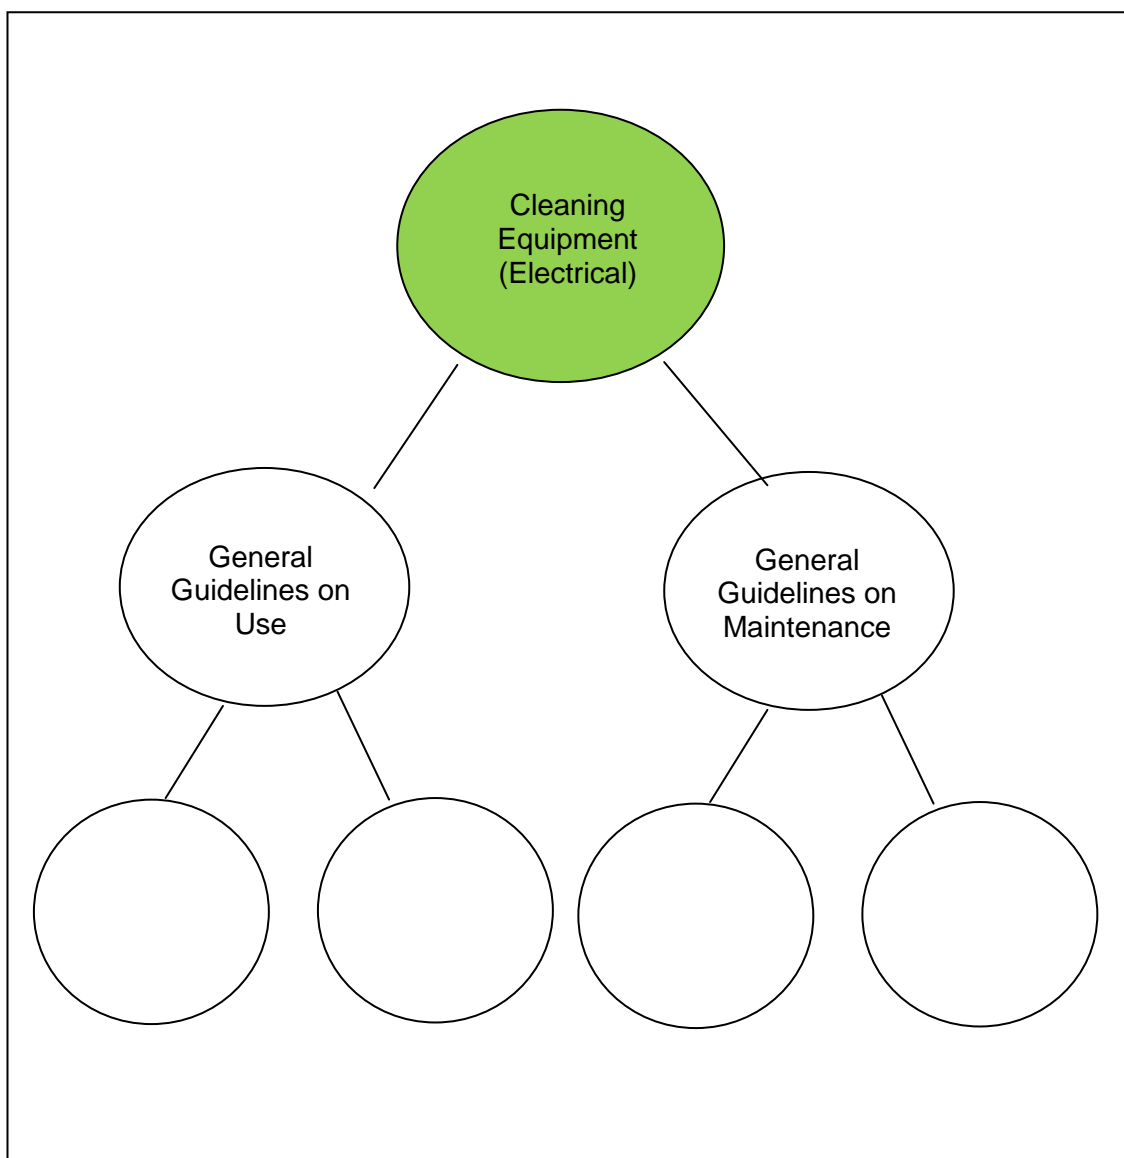 Cleaning
Equipment
(Electrical)
General
Guidelines on
Use
General
Guidelines on
Maintenance